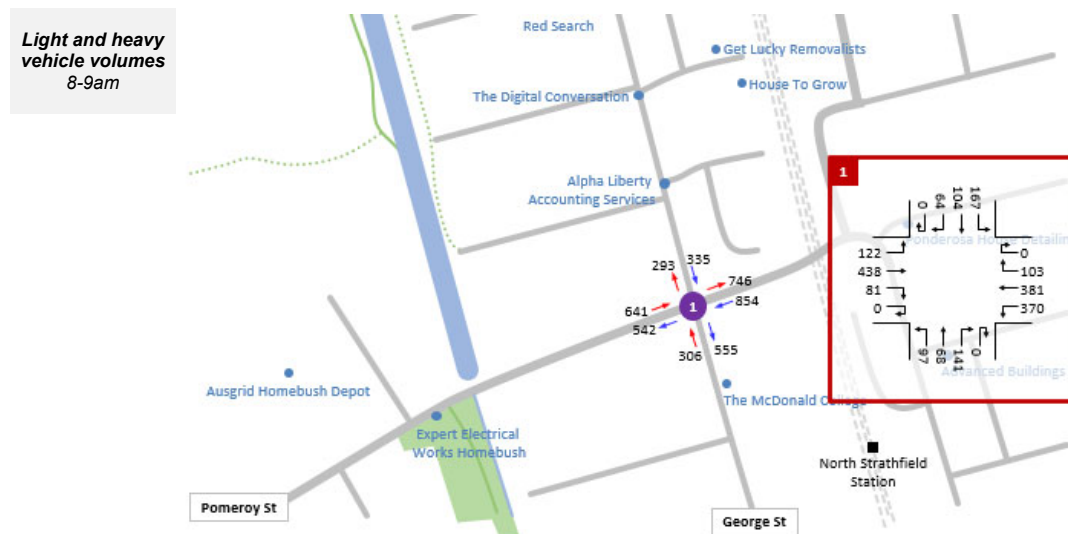 Light and heavy
vehicle volumes
8-9am
Red Search
Get Lucky Removalists
House To Grow
The Digital Conversation
Alpha Liberty
Accounting Services
1
0
64
104
167
Ponderosa House Detailin
122
438
81
0
0
103
381
370
97
68
141
0
Advanced Buildings
293
335
746
641
1
854
542
306
555
Ausgrid Homebush Depot
The McDonald College
Expert Electrical
Works Homebush
North Strathfield
Station
Pomeroy St
George St